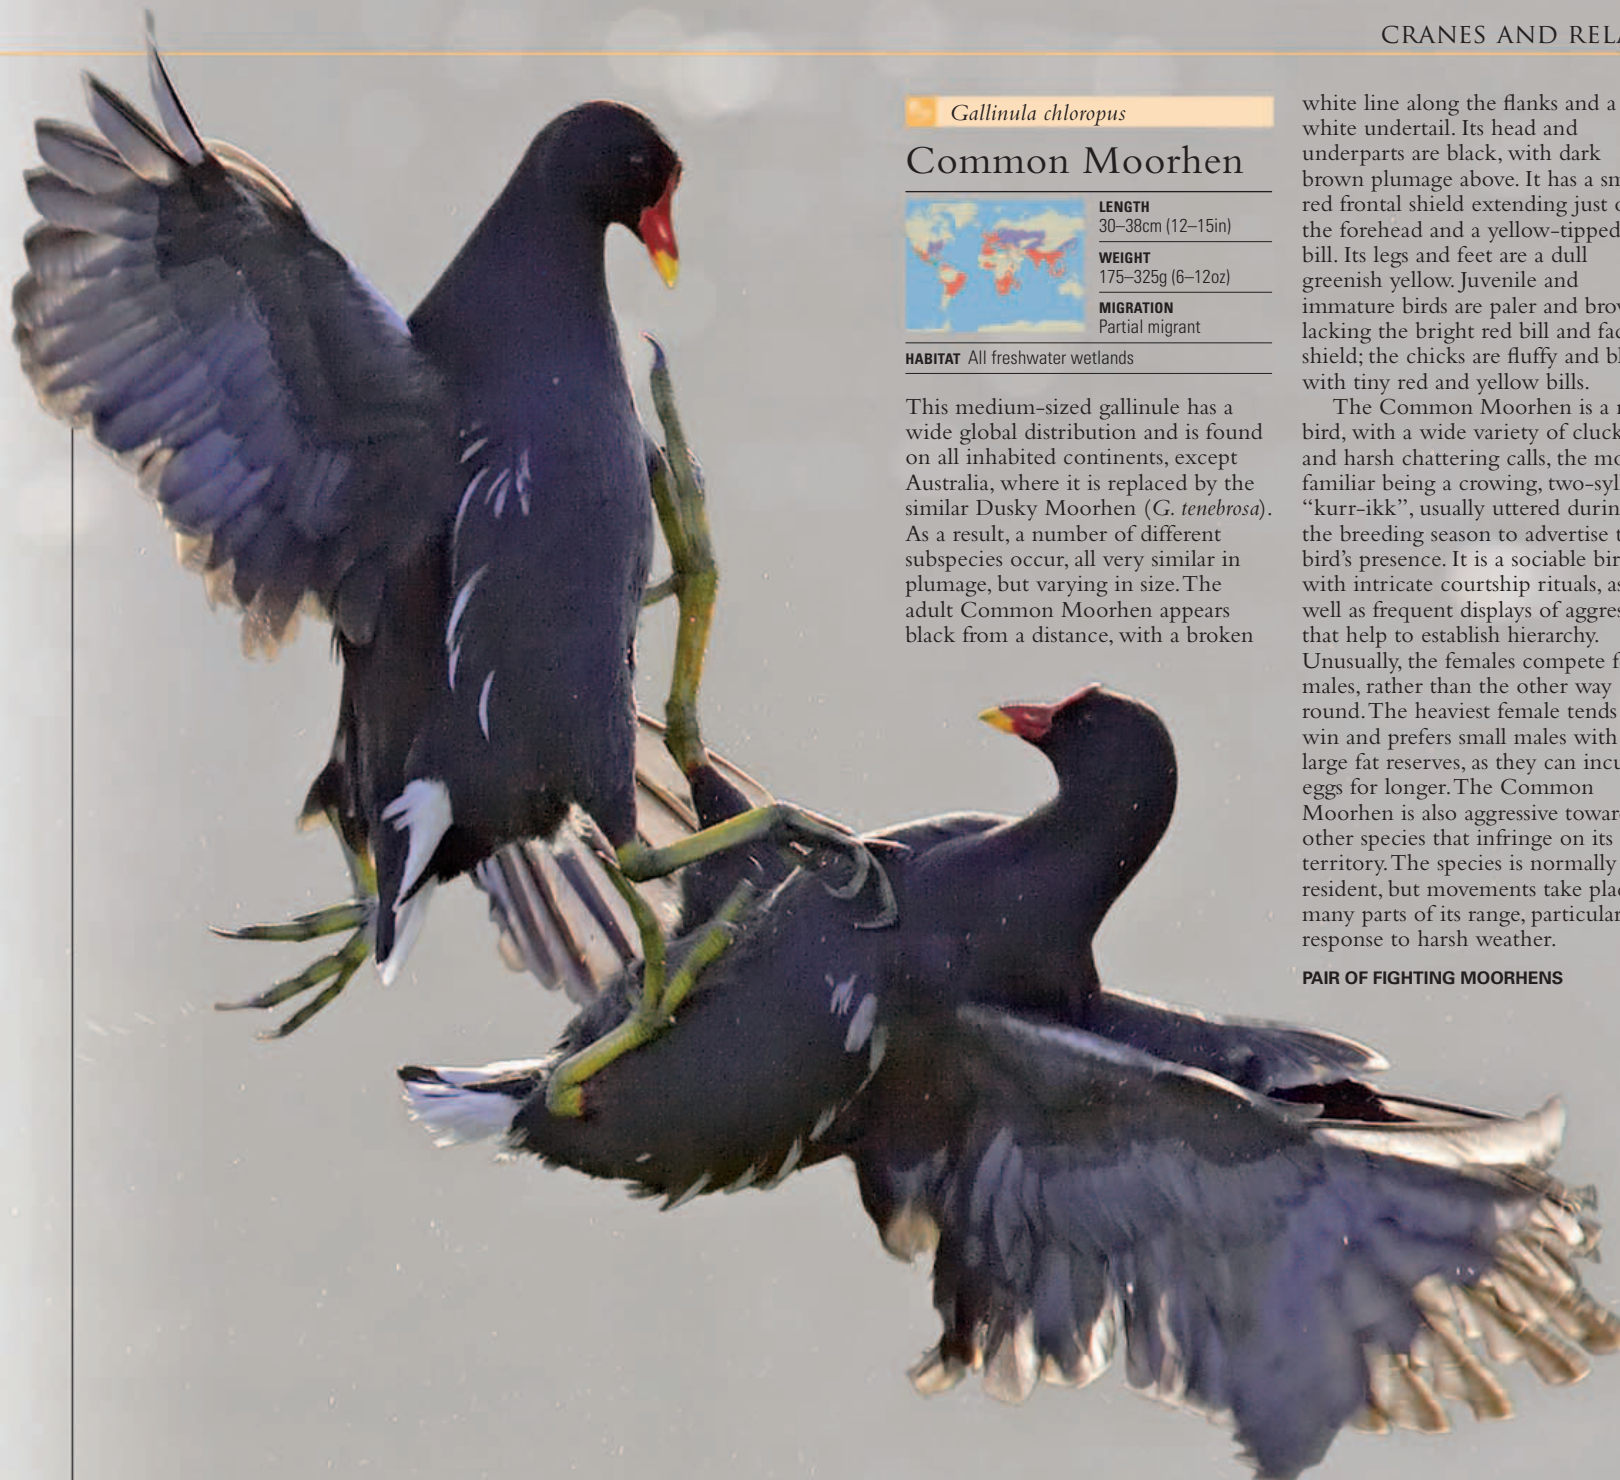 CRANES AND
Gallinula chloropus
Common Moorhen
LENGTH
30–38cm (12–15in)
WEIGHT
175–325g (6–12oz)
MIGRATION
Partial migrant
HABITAT All freshwater wetlands
This medium-sized gallinule has a
wide global distribution and is found
on all inhabited continents, except
Australia, where it is replaced by the
similar Dusky Moorhen (G. tenebrosa).
As a result, a number of different
subspecies occur, all very similar in
plumage, but varying in size. The
adult Common Moorhen appears
black from a distance, with a broken
white line along the flanks and a
white undertail. Its head and
underparts are black, with dark
brown plumage above. It has a
red frontal shield extending just
the forehead and a yellow-tipped
bill. Its legs and feet are a dull
greenish yellow. Juvenile and
immature birds are paler and
lacking the bright red bill and
shield; the chicks are fluffy and
with tiny red and yellow bills.
The Common Moorhen is a
bird, with a wide variety of
and harsh chattering calls, the
familiar being a crowing,
“kurr-ikk”, usually uttered
the breeding season to advertise
bird’s presence. It is a sociable
with intricate courtship rituals, as
well as frequent displays of
that help to establish hierarchy.
Unusually, the females compete
males, rather than the other way
round. The heaviest female tends
win and prefers small males with
large fat reserves, as they can
eggs for longer. The Common
Moorhen is also aggressive
other species that infringe on its
territory. The species is normally
resident, but movements take
many parts of its range,
response to harsh weather.
PAIR OF FIGHTING MOORHENS